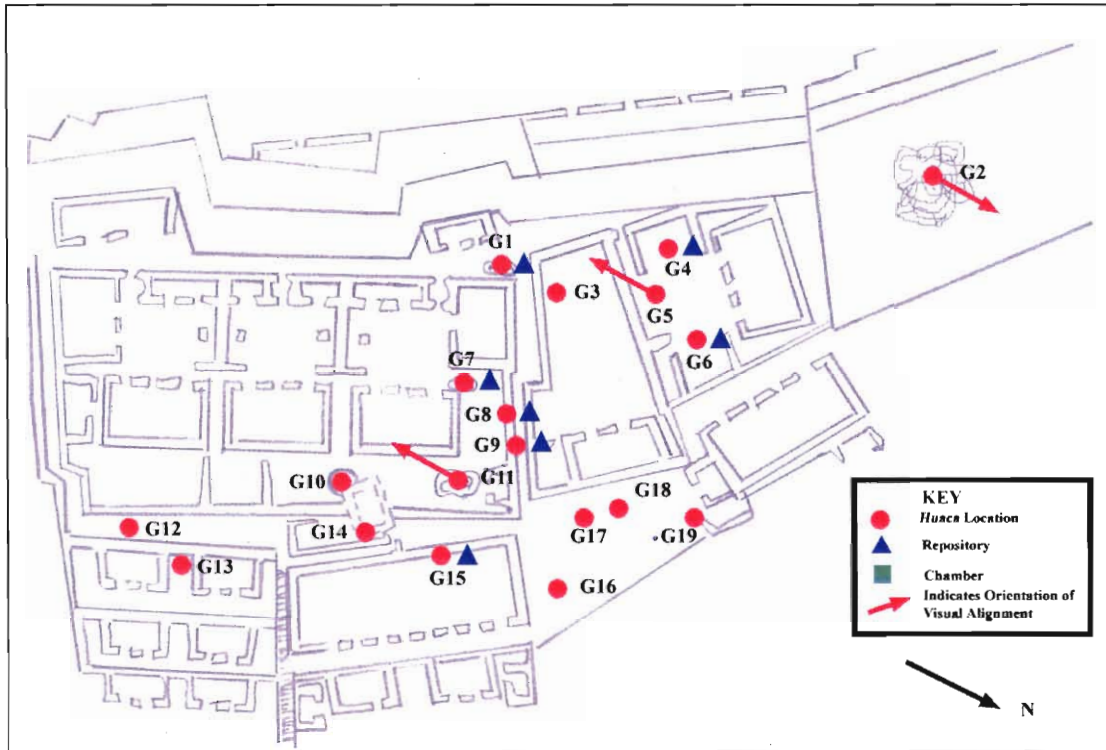 G2
G1
G4
G3
G5
G6
G7
G8
G9
G10
G11
G18
G12
G14
G17
G19
G13
G15
G16
KEY
Huaca Location
Repository
Chamber
Indicates Orientation of
Visual Alignment
N